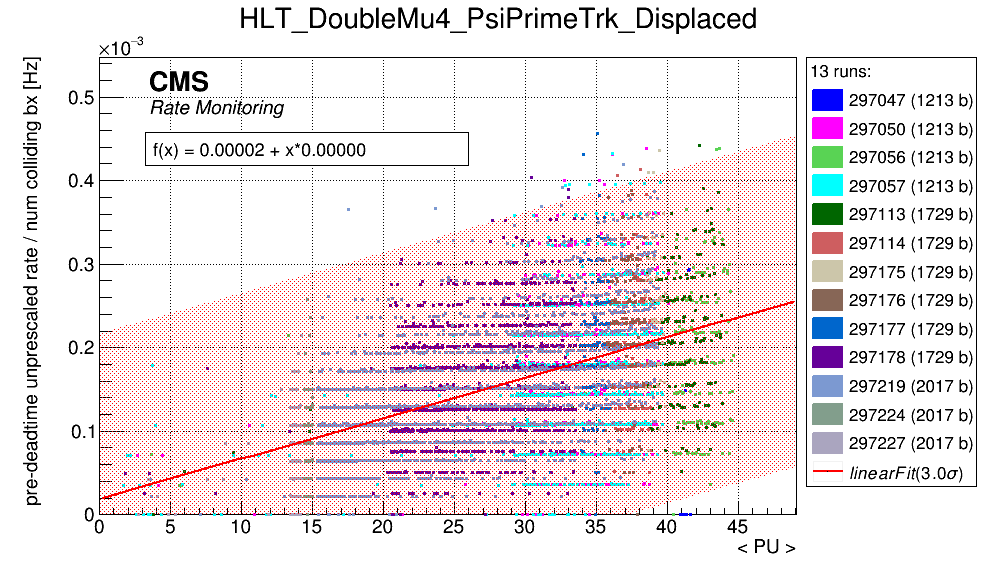 HLT_DoubleMu4_PsiPrimeTrk_Displaced
×10⁻³
CMS
Rate Monitoring
f(x) = 0.00002 + x*0.00000
pre-deadtime unprescaled rate / num colliding bx [Hz]
0.5
0.4
0.3
0.2
0.1
0
0 5 10 15 20 25 30 35 40 45
< PU >
13 runs:
297047 (1213 b)
297050 (1213 b)
297056 (1213 b)
297057 (1213 b)
297113 (1729 b)
297114 (1729 b)
297175 (1729 b)
297176 (1729 b)
297177 (1729 b)
297178 (1729 b)
297219 (2017 b)
297224 (2017 b)
297227 (2017 b)
linearFit(3.0σ)